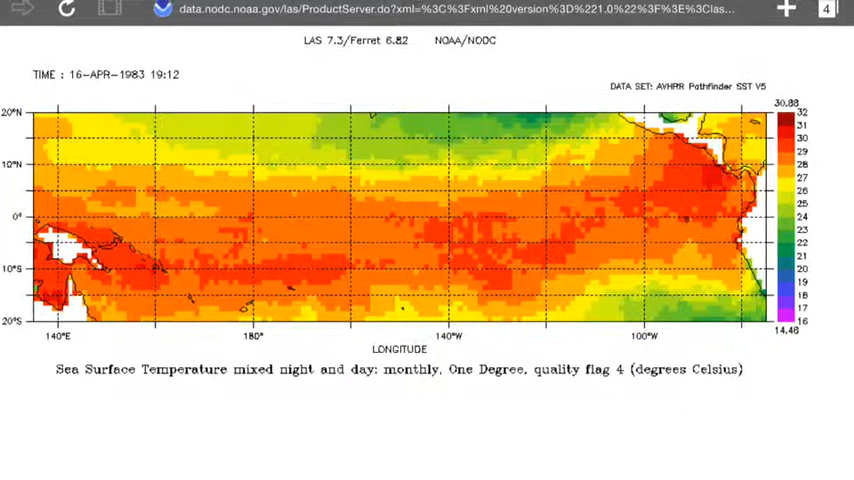 data.nodc.noaa.gov/las/ProductServer.do?xml=%3C%3Fxml%20version%3D%221.0%22%3F%3E%3Clas... 4
LAS 7.3/Ferret 6.82 NOAA/NODC
TIME : 16-APR-1983 19:12
DATA SET: AVHRR Pathfinder SST V5
30.88
20°N
10°N
0°
10°S
20°S
32
31
30
29
28
27
26
25
24
23
22
21
20
19
18
17
16
14.46
140°E 180° 140°W 100°W
LONGITUDE
Sea Surface Temperature mixed night and day: monthly, One Degree, quality flag 4 (degrees Celsius)